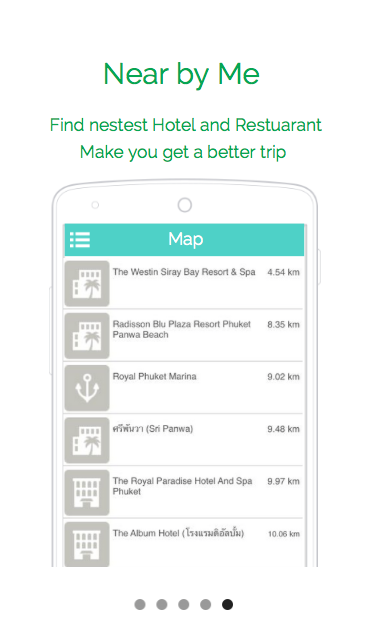 Near by Me
Find nestest Hotel and Restuarant
Make you get a better trip
Map
The Westin Siray Bay Resort & Spa 4.54 km
Radisson Blu Plaza Resort Phuket 8.35 km
Panwa Beach
Royal Phuket Marina 9.02 km
ศรีพันวา (Sri Panwa) 9.48 km
The Royal Paradise Hotel And Spa 9.97 km
Phuket
The Album Hotel (โรงแรมดิอัลบั้ม) 10.06 km